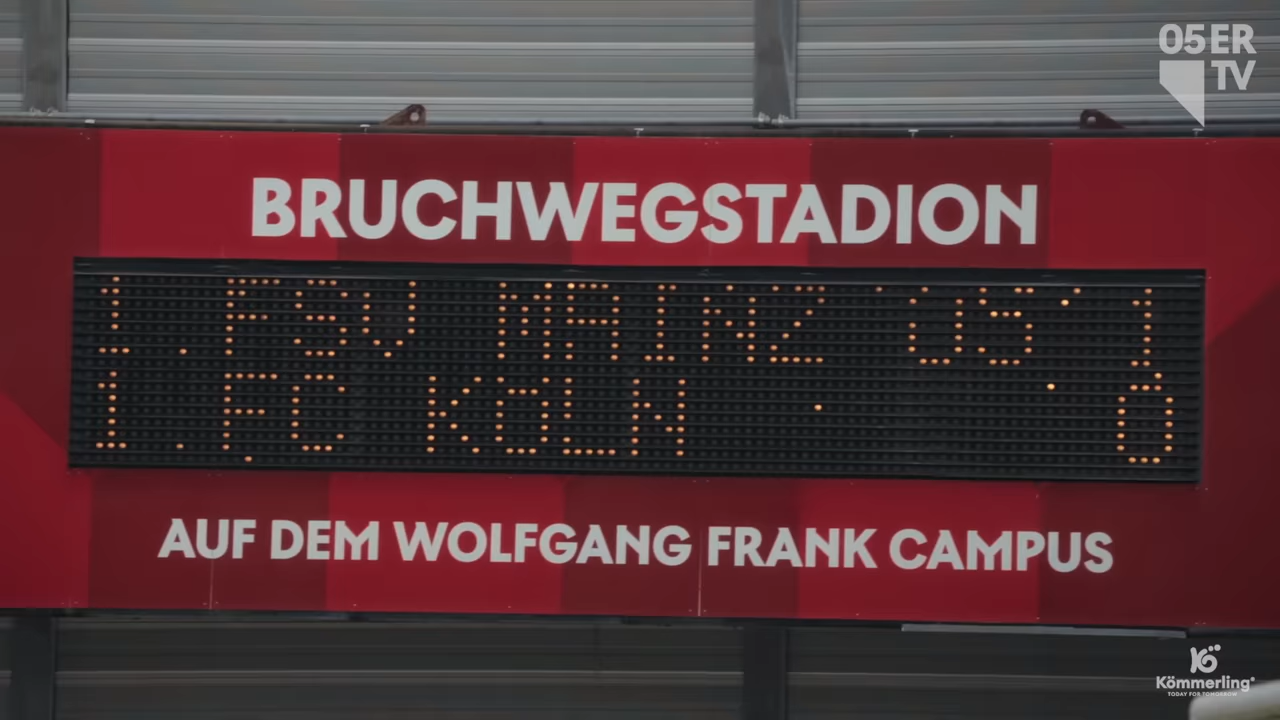 05ER
TV
BRUCHWEGSTADION
1.FSV MAINZ 05 1
1.FC KÖLN 0
AUF DEM WOLFGANG FRANK CAMPUS
Kömmerling®
TODAY FOR TOMORROW